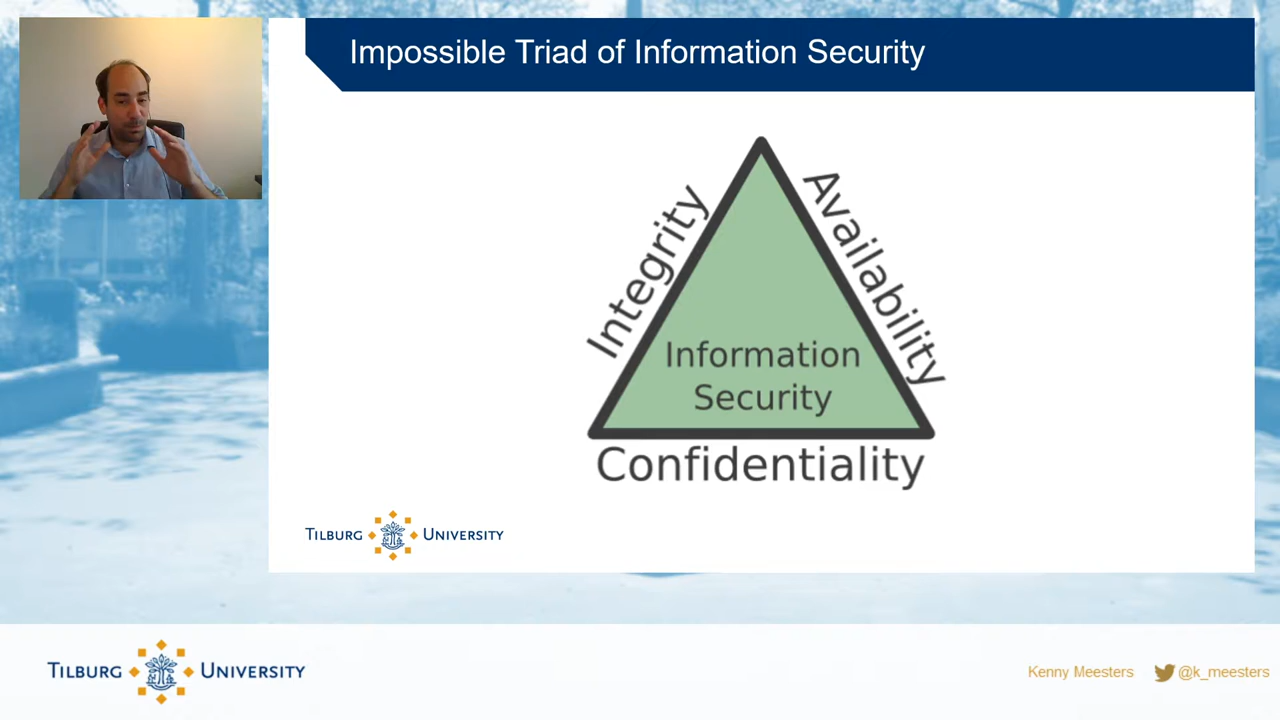 Impossible Triad of Information Security
Integrity
Availability
Information
Security
Confidentiality
TILBURG UNIVERSITY
TILBURG UNIVERSITY
Kenny Meesters
@k_meesters